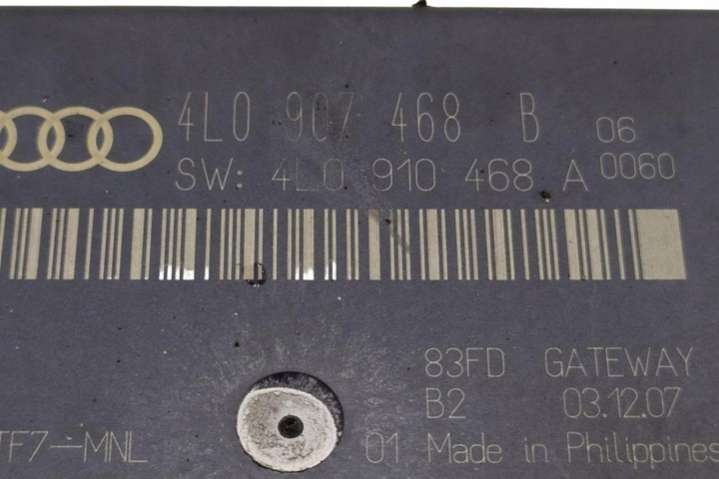 4L0 907 468 B 06
SW: 4L0 910 468 A 0060
83FD GATEWAY
B2 03.12.07
TF7-MNL 01 Made in Philippines